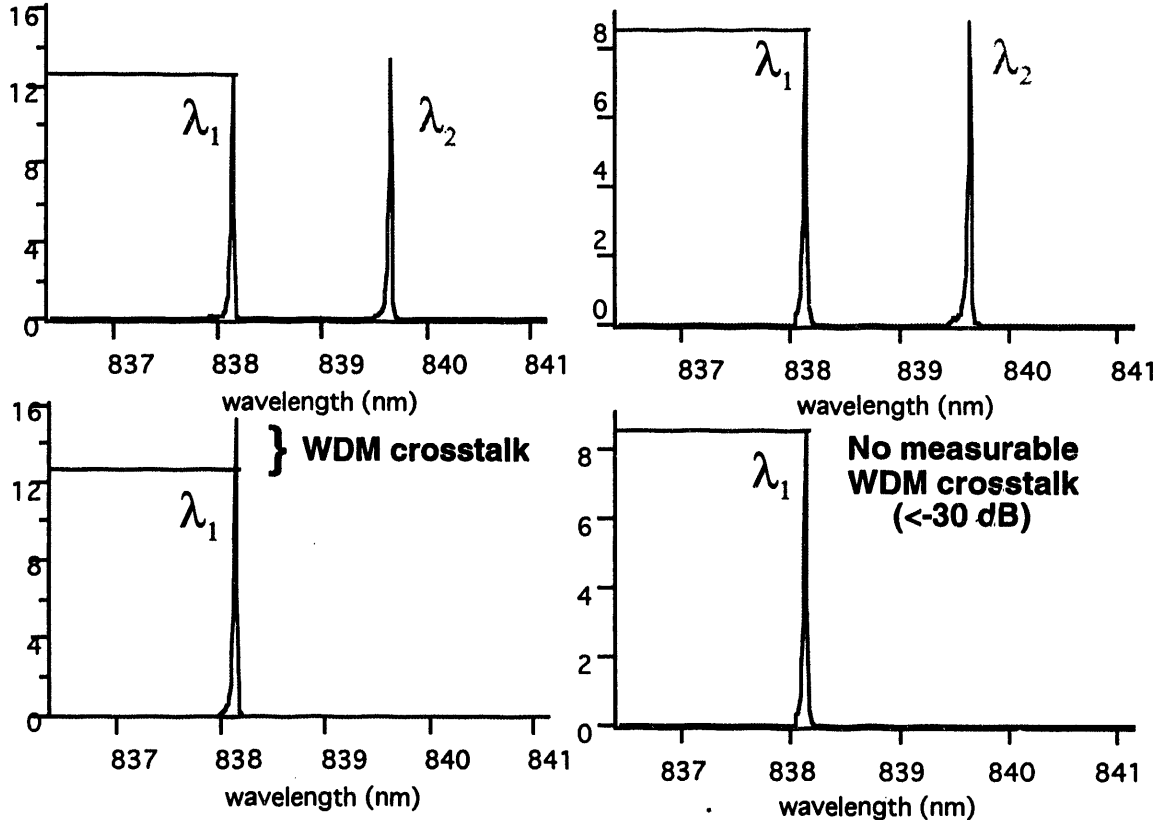 16
12
8
4
0
λ1
λ2
837 838 839 840 841
wavelength (nm)
8
6
4
2
0
λ1
λ2
837 838 839 840 841
wavelength (nm)
16
12
8
4
0
} WDM crosstalk
λ1
837 838 839 840
wavelength (nm)
8
6
4
2
0
λ1
No measurable
WDM crosstalk
(<-30 dB)
837 838 839 840 841
wavelength (nm)